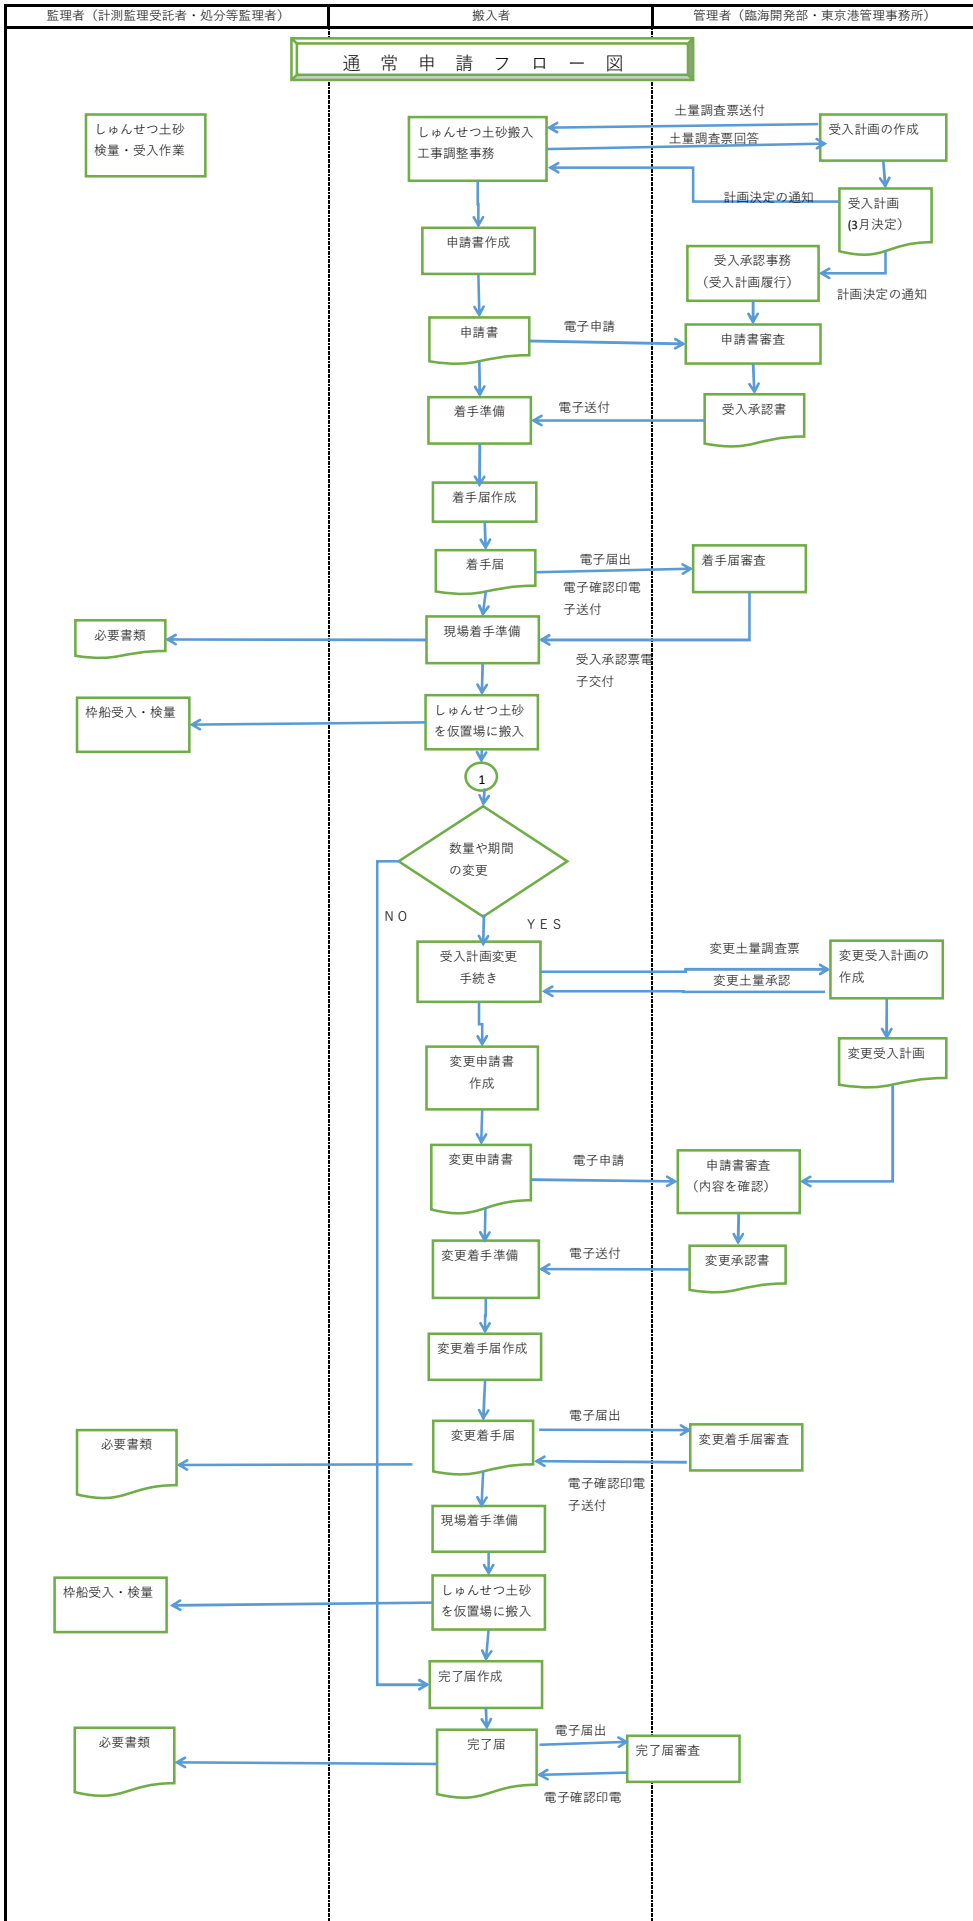 監理者（計測監理受託者・処分等監理者）
搬入者
管理者（臨海開発部・東京港管理事務所）
通常申請フロー図
しゅんせつ土砂
検量・受入作業
しゅんせつ土砂搬入
工事調整事務
土量調査票送付
土量調査票回答
受入計画の作成
計画決定の通知
受入計画
(3月決定）
申請書作成
受入承認事務
（受入計画履行）
計画決定の通知
申請書
電子申請
申請書審査
着手準備
電子送付
受入承認書
着手届作成
着手届
電子届出
着手届審査
電子確認印電
子送付
必要書類
現場着手準備
受入承認票電
子交付
枠船受入・検量
しゅんせつ土砂
を仮置場に搬入
1
数量や期間
の変更
NO
YES
受入計画変更
手続き
変更土量調査票
変更土量承認
変更受入計画の
作成
変更申請書
作成
変更受入計画
変更申請書
電子申請
申請書審査
（内容を確認）
変更着手準備
電子送付
変更承認書
変更着手届作成
必要書類
変更着手届
電子届出
変更着手届審査
電子確認印電
子送付
現場着手準備
枠船受入・検量
しゅんせつ土砂
を仮置場に搬入
完了届作成
必要書類
完了届
電子届出
完了届審査
電子確認印電